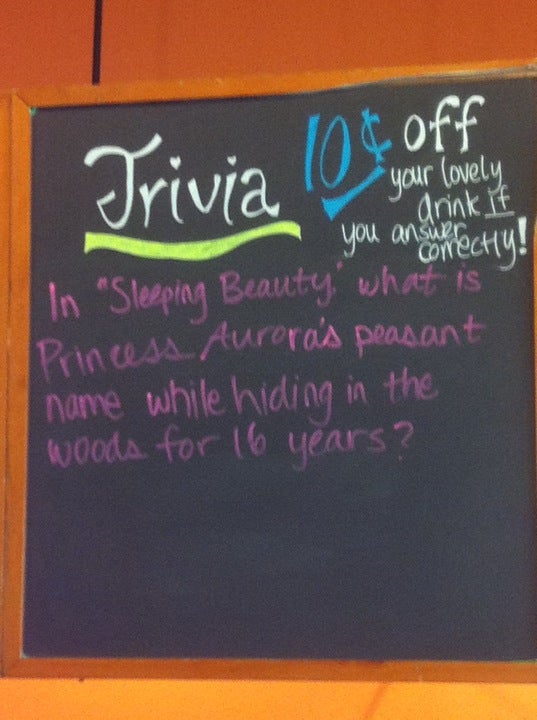 Trivia
10¢ off
your lovely
drink If
you answer
correctly!
In "Sleeping Beauty," what is
Princess Aurora's peasant
name while hiding in the
woods for 16 years?